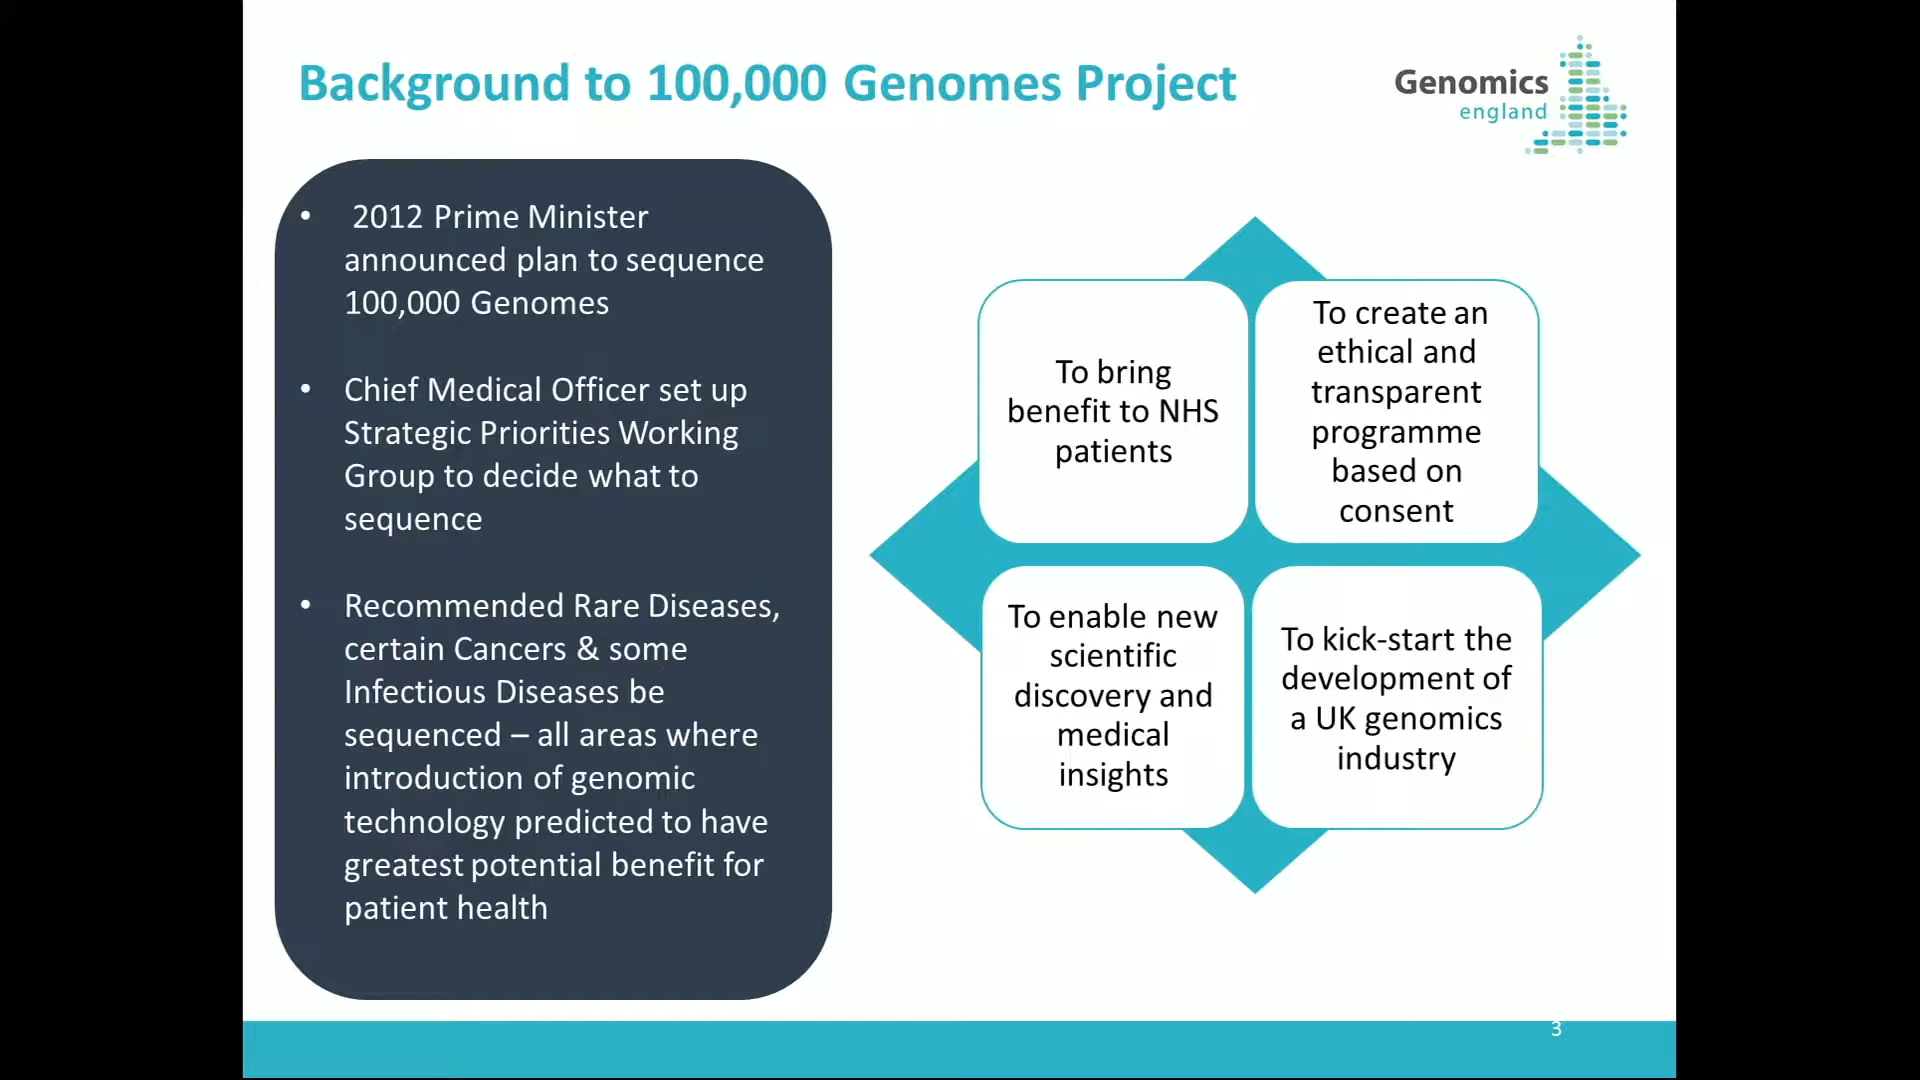 Background to 100,000 Genomes Project
Genomics
england
• 2012 Prime Minister
announced plan to sequence
100,000 Genomes
• Chief Medical Officer set up
Strategic Priorities Working
Group to decide what to
sequence
• Recommended Rare Diseases,
certain Cancers & some
Infectious Diseases be
sequenced – all areas where
introduction of genomic
technology predicted to have
greatest potential benefit for
patient health
To bring
benefit to NHS
patients
To create an
ethical and
transparent
programme
based on
consent
To enable new
scientific
discovery and
medical
insights
To kick-start the
development of
a UK genomics
industry
3